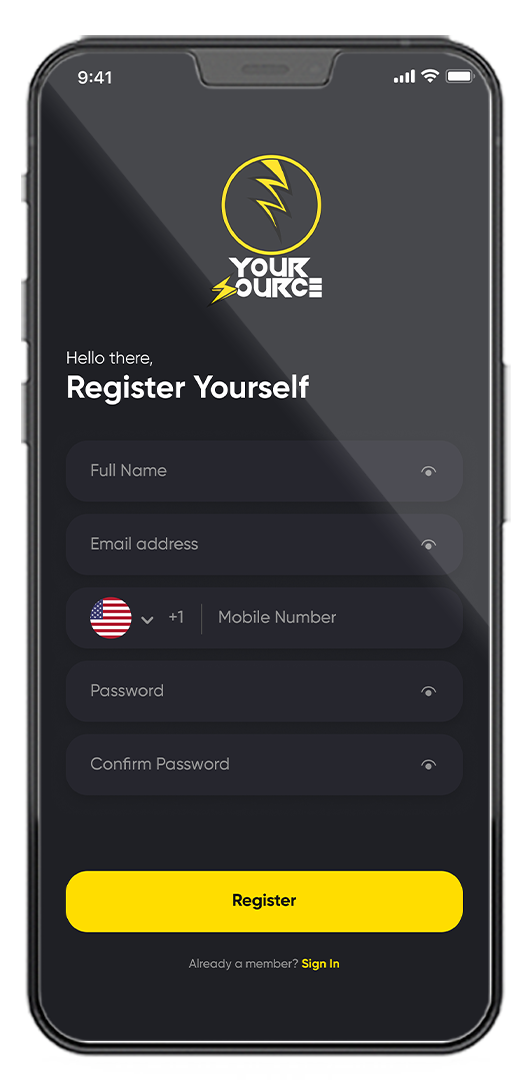 9:41
YOUR
SOURCE
Hello there,
Register Yourself
Full Name
Email address
+1 Mobile Number
Password
Confirm Password
Register
Already a member? Sign In